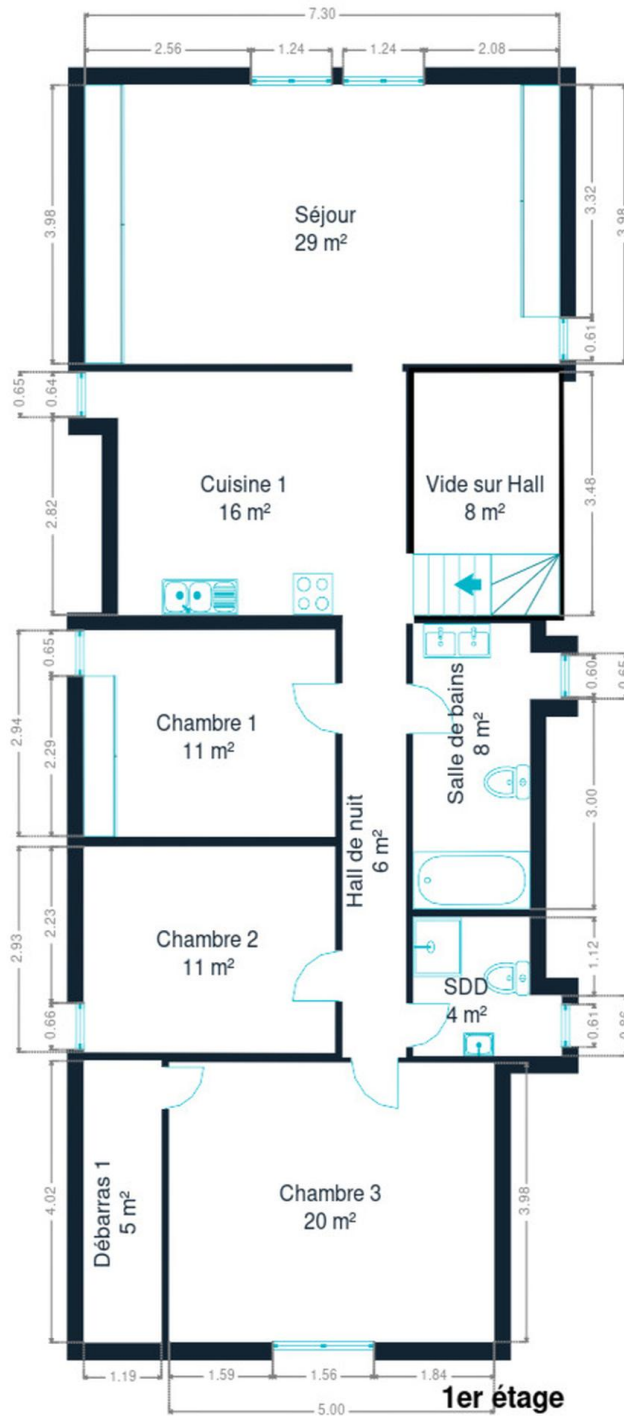 7.30
2.56 1.24 1.24 2.08
3.98
3.32
3.98
Séjour
29 m²
0.61
0.65
0.64
Cuisine 1
16 m²
Vide sur Hall
8 m²
2.82
3.48
0.65
0.60
0.65
2.94
2.29
Chambre 1
11 m²
Salle de bains
8 m²
3.00
Hall de nuit
6 m²
2.93
2.23
Chambre 2
11 m²
1.12
SDD
4 m²
0.66
0.61
0.86
4.02
Débarras 1
5 m²
Chambre 3
20 m²
3.98
1.19 1.59 1.56 1.84
5.00
1er étage